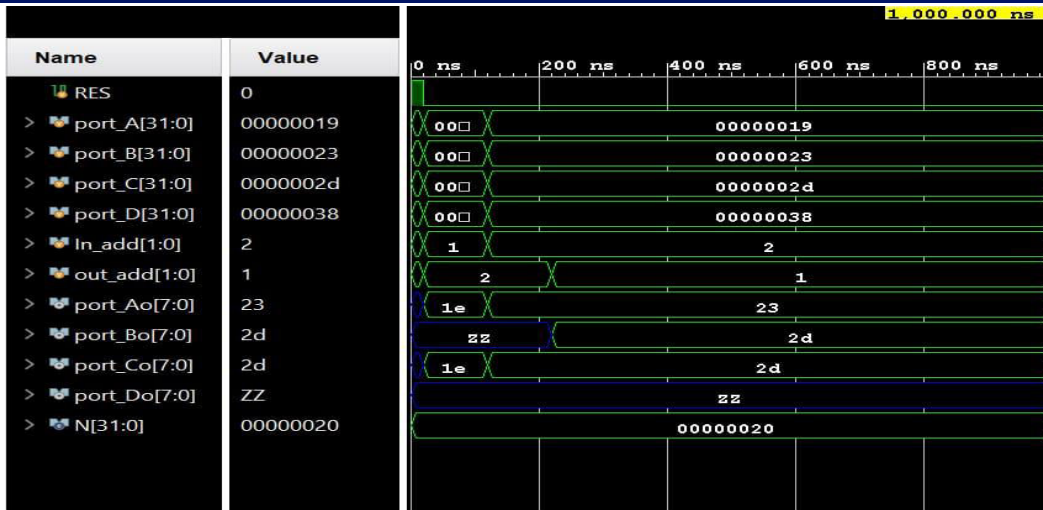 1,000.000 ns
Name Value 0 ns 200 ns 400 ns 600 ns 800 ns
RES 0
port_A[31:0] 00000019 00□ 00000019
port_B[31:0] 00000023 00□ 00000023
port_C[31:0] 0000002d 00□ 0000002d
port_D[31:0] 00000038 00□ 00000038
In_add[1:0] 2 1 2
out_add[1:0] 1 2 1
port_Ao[7:0] 23 1e 23
port_Bo[7:0] 2d ZZ 2d
port_Co[7:0] 2d 1e 2d
port_Do[7:0] ZZ ZZ
N[31:0] 00000020 00000020